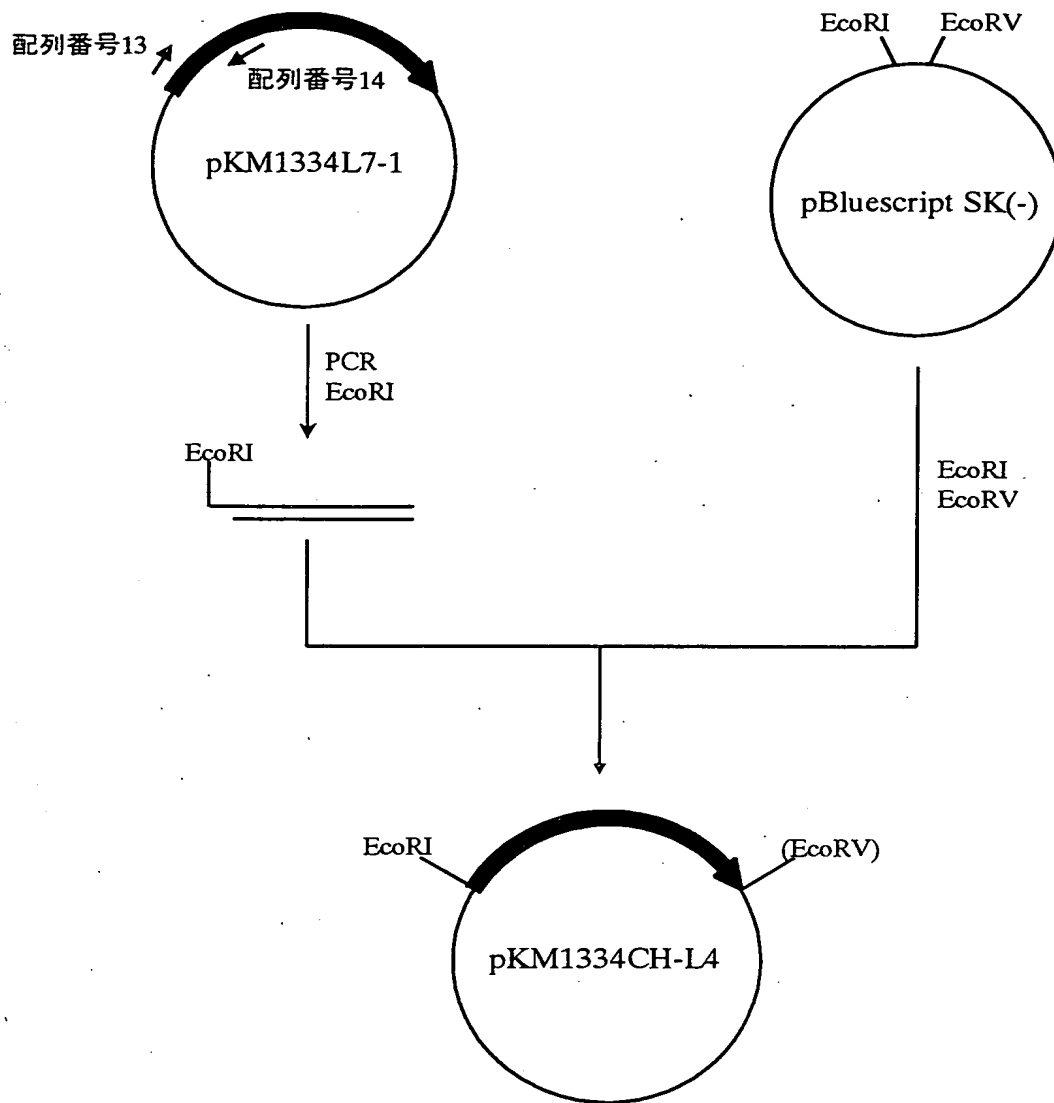 配列番号13
配列番号14
pKM1334L7-1
EcoRI
EcoRV
pBluescript SK(-)
PCR
EcoRI
EcoRI
EcoRI
EcoRV
EcoRI
(EcoRV)
pKM1334CH-L4